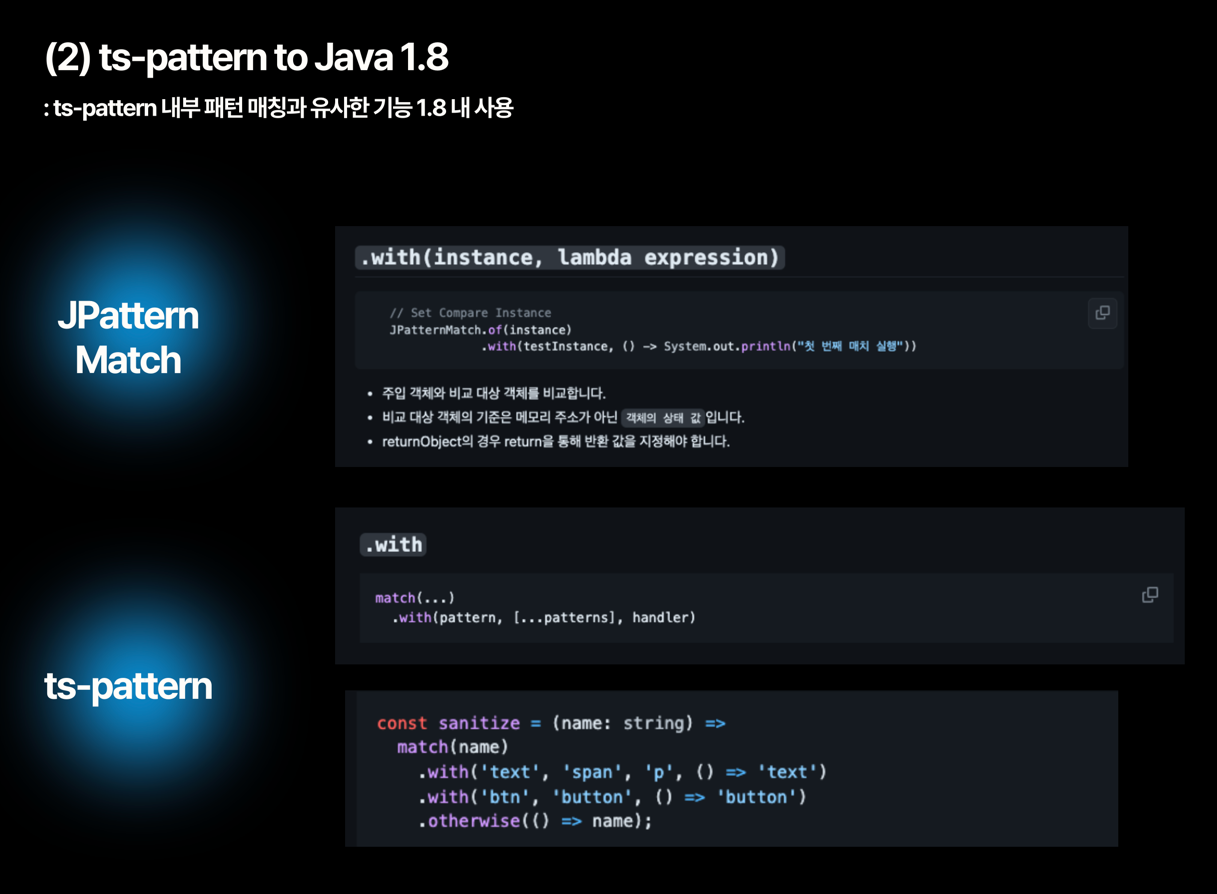 (2) ts-pattern to Java 1.8
: ts-pattern 내부 패턴 매칭과 유사한 기능 1.8 내 사용
JPattern
Match
.with(instance, lambda expression)
// Set Compare Instance
JPatternMatch.of(instance)
.with(testInstance, () -> System.out.println("첫 번째 매치 실행"))
• 주입 객체와 비교 대상 객체를 비교합니다.
• 비교 대상 객체의 기준은 메모리 주소가 아닌 객체의 상태 값입니다.
• returnObject의 경우 return을 통해 반환 값을 지정해야 합니다.
ts-pattern
.with
match(...)
.with(pattern, [...patterns], handler)
const sanitize = (name: string) =>
match(name)
.with('text', 'span', 'p', () => 'text')
.with('btn', 'button', () => 'button')
.otherwise(() => name);